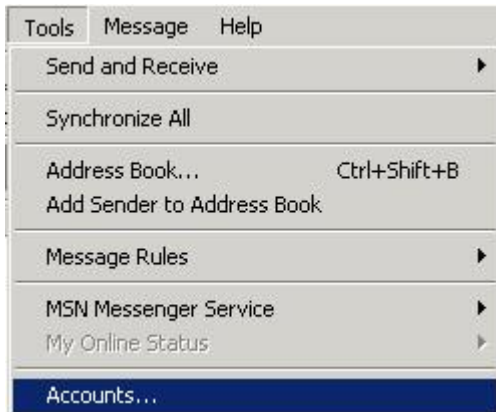 Tools Message Help
Send and Receive
Synchronize All
Address Book... Ctrl+Shift+B
Add Sender to Address Book
Message Rules
MSN Messenger Service
My Online Status
Accounts...